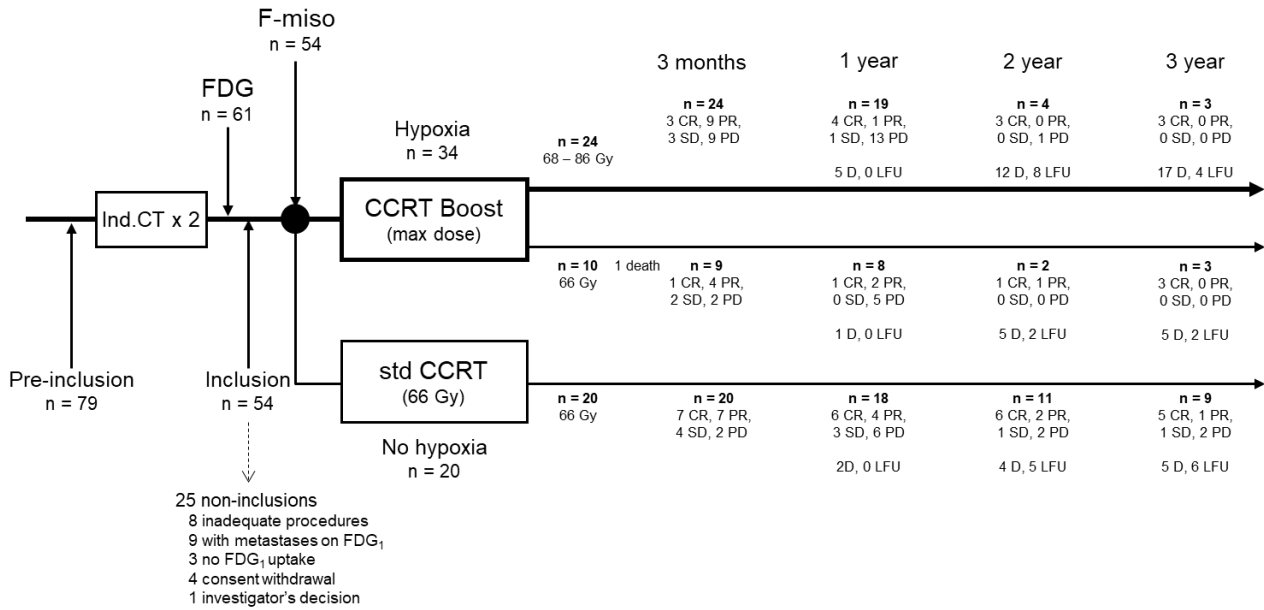 F-miso
n = 54
FDG
n = 61
3 months
1 year
2 year
3 year
Hypoxia
n = 34
n = 24
68 – 86 Gy
n = 24
3 CR, 9 PR,
3 SD, 9 PD
n = 19
4 CR, 1 PR,
1 SD, 13 PD
5 D, 0 LFU
n = 4
3 CR, 0 PR,
0 SD, 1 PD
12 D, 8 LFU
n = 3
3 CR, 0 PR,
0 SD, 0 PD
17 D, 4 LFU
Ind.CT x 2
CCRT Boost
(max dose)
n = 10
66 Gy
1 death
n = 9
1 CR, 4 PR,
2 SD, 2 PD
n = 8
1 CR, 2 PR,
0 SD, 5 PD
1 D, 0 LFU
n = 2
1 CR, 1 PR,
0 SD, 0 PD
5 D, 2 LFU
n = 3
3 CR, 0 PR,
0 SD, 0 PD
5 D, 2 LFU
Pre-inclusion
n = 79
Inclusion
n = 54
std CCRT
(66 Gy)
No hypoxia
n = 20
n = 20
66 Gy
n = 20
7 CR, 7 PR,
4 SD, 2 PD
n = 18
6 CR, 4 PR,
3 SD, 6 PD
2D, 0 LFU
n = 11
6 CR, 2 PR,
1 SD, 2 PD
4 D, 5 LFU
n = 9
5 CR, 1 PR,
1 SD, 2 PD
5 D, 6 LFU
25 non-inclusions
8 inadequate procedures
9 with metastases on FDG₁
3 no FDG₁ uptake
4 consent withdrawal
1 investigator's decision